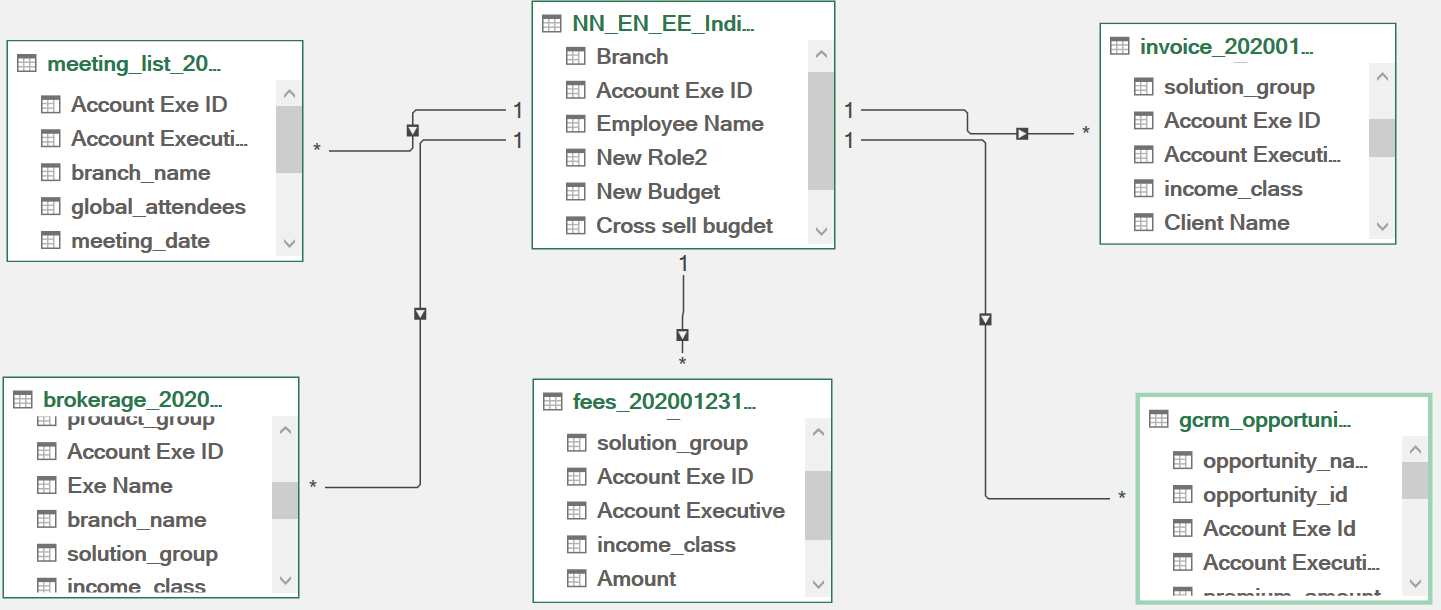 meeting_list_20...
Account Exe ID
Account Executi...
branch_name
global_attendees
meeting_date
NN_EN_EE_Indi...
Branch
Account Exe ID
Employee Name
New Role2
New Budget
Cross sell bugdet
invoice_202001...
solution_group
Account Exe ID
Account Executi...
income_class
Client Name
1
1
1
1
1
*
*
*
*
*
brokerage_2020...
product_group
Account Exe ID
Exe Name
branch_name
solution_group
income_class
fees_202001231...
solution_group
Account Exe ID
Account Executive
income_class
Amount
gcrm_opportuni...
opportunity_na...
opportunity_id
Account Exe Id
Account Executi...
premium_amount